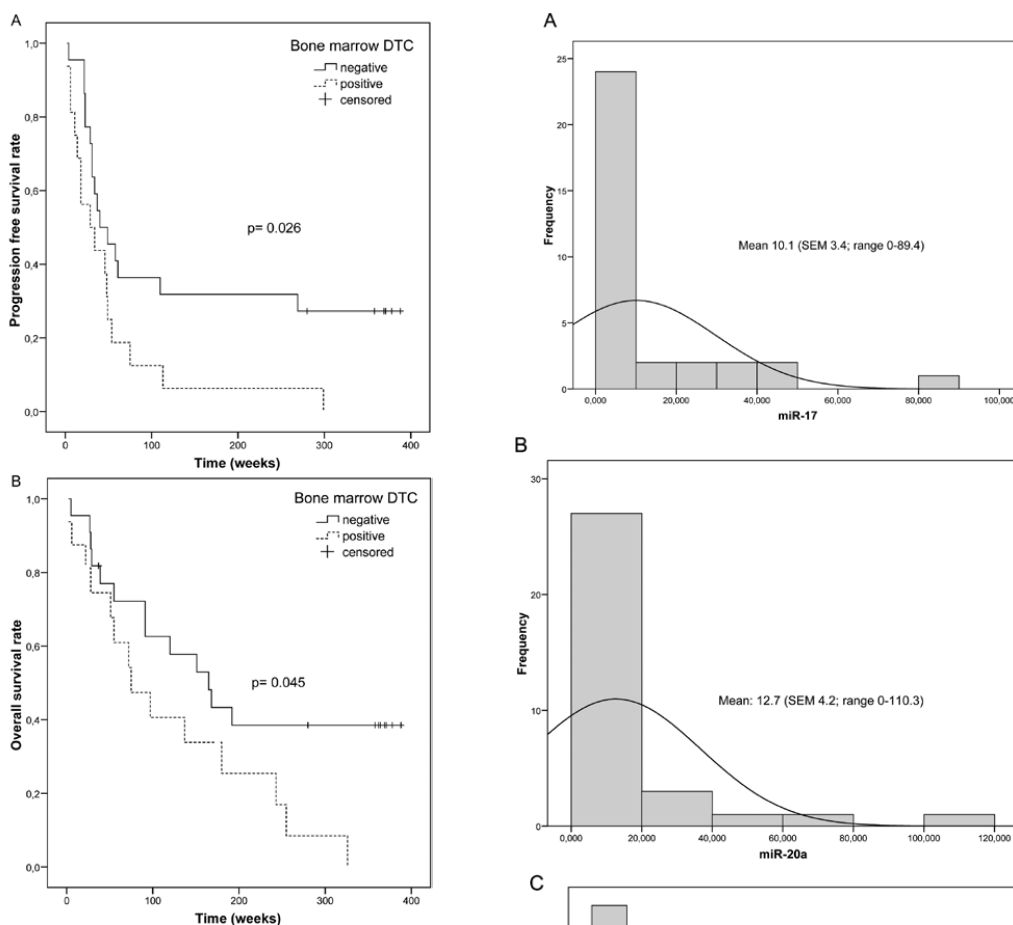 A
Bone marrow DTC
negative
positive
censored
p= 0.026
Progression free survival rate
1,0
0,8
0,6
0,4
0,2
0,0
0 100 200 300 400
Time (weeks)
B
Bone marrow DTC
negative
positive
censored
p= 0.045
Overall survival rate
1,0
0,8
0,6
0,4
0,2
0,0
0 100 200 300 400
Time (weeks)
A
25
20
15
10
5
0
Frequency
Mean 10.1 (SEM 3.4; range 0-89.4)
0,000 20,000 40,000 60,000 80,000 100,000
miR-17
B
30
20
10
0
Frequency
Mean: 12.7 (SEM 4.2; range 0-110.3)
0,000 20,000 40,000 60,000 80,000 100,000 120,000
miR-20a
C